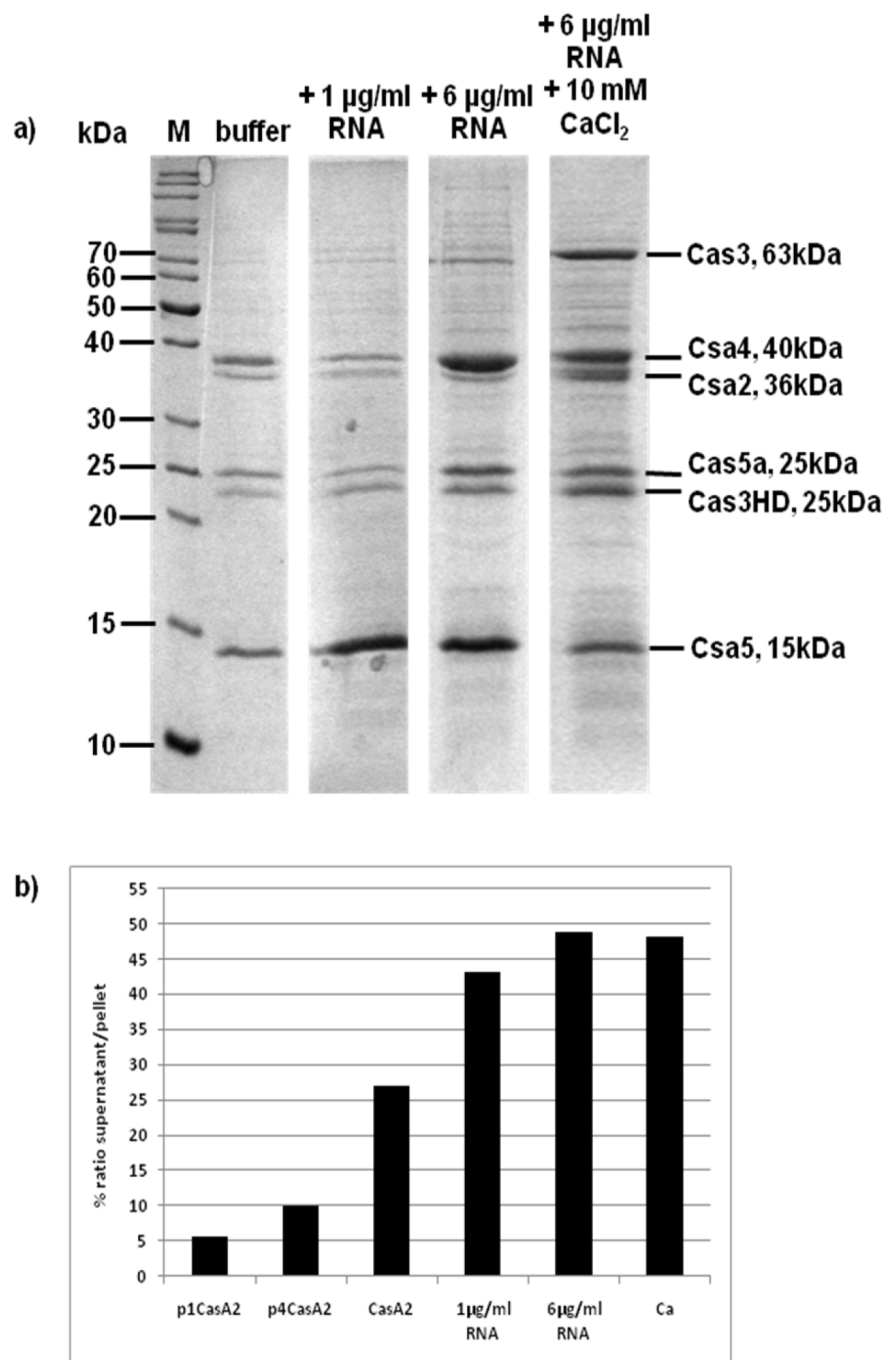 + 6 µg/ml
RNA
+ 1 µg/ml + 6 µg/ml + 10 mM
a) kDa M buffer RNA RNA CaCl₂
70
60
50
40
30
25
20
15
10
Cas3, 63kDa
Csa4, 40kDa
Csa2, 36kDa
Cas5a, 25kDa
Cas3HD, 25kDa
Csa5, 15kDa
b)
% ratio supernatant/pellet
55
50
45
40
35
30
25
20
15
10
5
0
p1CasA2 p4CasA2 CasA2 1µg/ml 6µg/ml Ca
RNA RNA